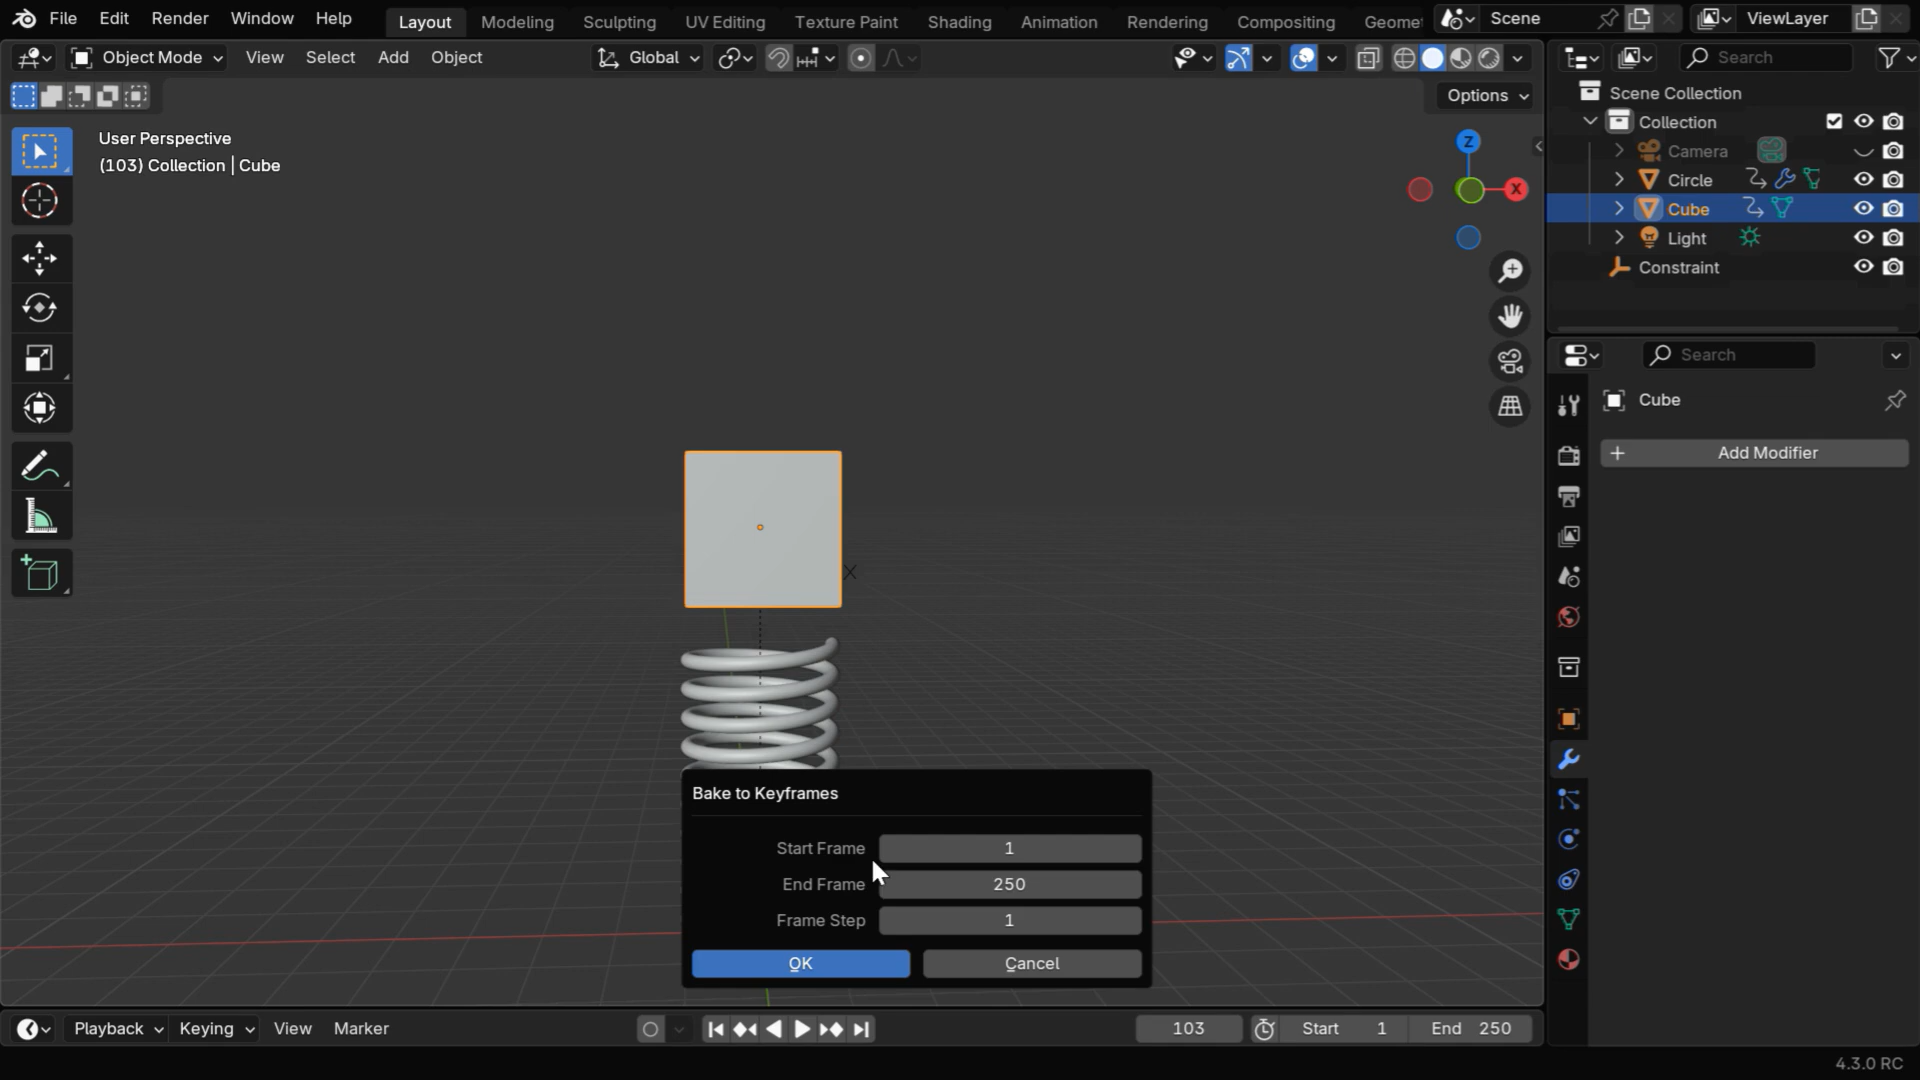 File Edit Render Window Help
Layout Modeling Sculpting UV Editing Texture Paint Shading Animation Rendering Compositing Geome
Scene
ViewLayer
Object Mode View Select Add Object
Global
Search
Options
User Perspective
(103) Collection | Cube
Z
X
Scene Collection
Collection
Camera
Circle
Cube
Light
Constraint
Search
Cube
+ Add Modifier
Bake to Keyframes
Start Frame 1
End Frame 250
Frame Step 1
OK Cancel
Playback Keying View Marker
103 Start 1 End 250
4.3.0 RC